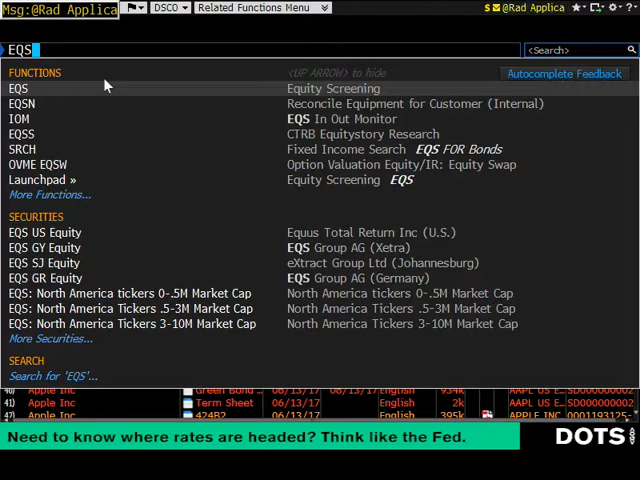 Msg:@Rad Applica DSCO Related Functions Menu @Rad Applica
EQS <Search>
FUNCTIONS <UP ARROW> to hide Autocomplete Feedback
EQS Equity Screening
EQSN Reconcile Equipment for Customer (Internal)
IOM EQS In Out Monitor
EQSS CTRB Equitystory Research
SRCH Fixed Income Search EQS FOR Bonds
OVME EQSW Option Valuation Equity/IR: Equity Swap
Launchpad » Equity Screening EQS
More Functions...
SECURITIES
EQS US Equity Equus Total Return Inc (U.S.)
EQS GY Equity EQS Group AG (Xetra)
EQS SJ Equity eXtract Group Ltd (Johannesburg)
EQS GR Equity EQS Group AG (Germany)
EQS: North America tickers 0-.5M Market Cap North America tickers 0-.5M Market Cap
EQS: North America Tickers .5-3M Market Cap North America Tickers .5-3M Market Cap
EQS: North America Tickers 3-10M Market Cap North America Tickers 3-10M Market Cap
More Securities...
SEARCH
Search for 'EQS'...
40) Apple Inc Green Bond ... 06/13/17 06/13/17 English 934k AAPL US E... SD000000002
41) Apple Inc Term Sheet 06/13/17 English 2k AAPL US E... SD000000002
42) Apple Inc 424B2 06/13/17 English 395k APPLE INC 0001193125-
Need to know where rates are headed? Think like the Fed. DOTS